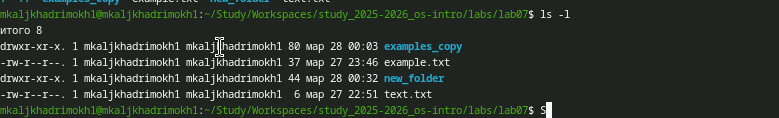 examples_copy example.txt new_folder text.txt
mkaljkhadrimokh1@mkaljkhadrimokh1:~/Study/Workspaces/study_2025-2026_os-intro/labs/lab07$ ls -l
итого 8
drwxr-xr-x. 1 mkaljkhadrimokh1 mkaljkhadrimokh1 80 мар 28 00:03 examples_copy
-rw-r--r--. 1 mkaljkhadrimokh1 mkaljkhadrimokh1 37 мар 27 23:46 example.txt
drwxr-xr-x. 1 mkaljkhadrimokh1 mkaljkhadrimokh1 44 мар 28 00:32 new_folder
-rw-r--r--. 1 mkaljkhadrimokh1 mkaljkhadrimokh1 6 мар 27 22:51 text.txt
mkaljkhadrimokh1@mkaljkhadrimokh1:~/Study/Workspaces/study_2025-2026_os-intro/labs/lab07$ S